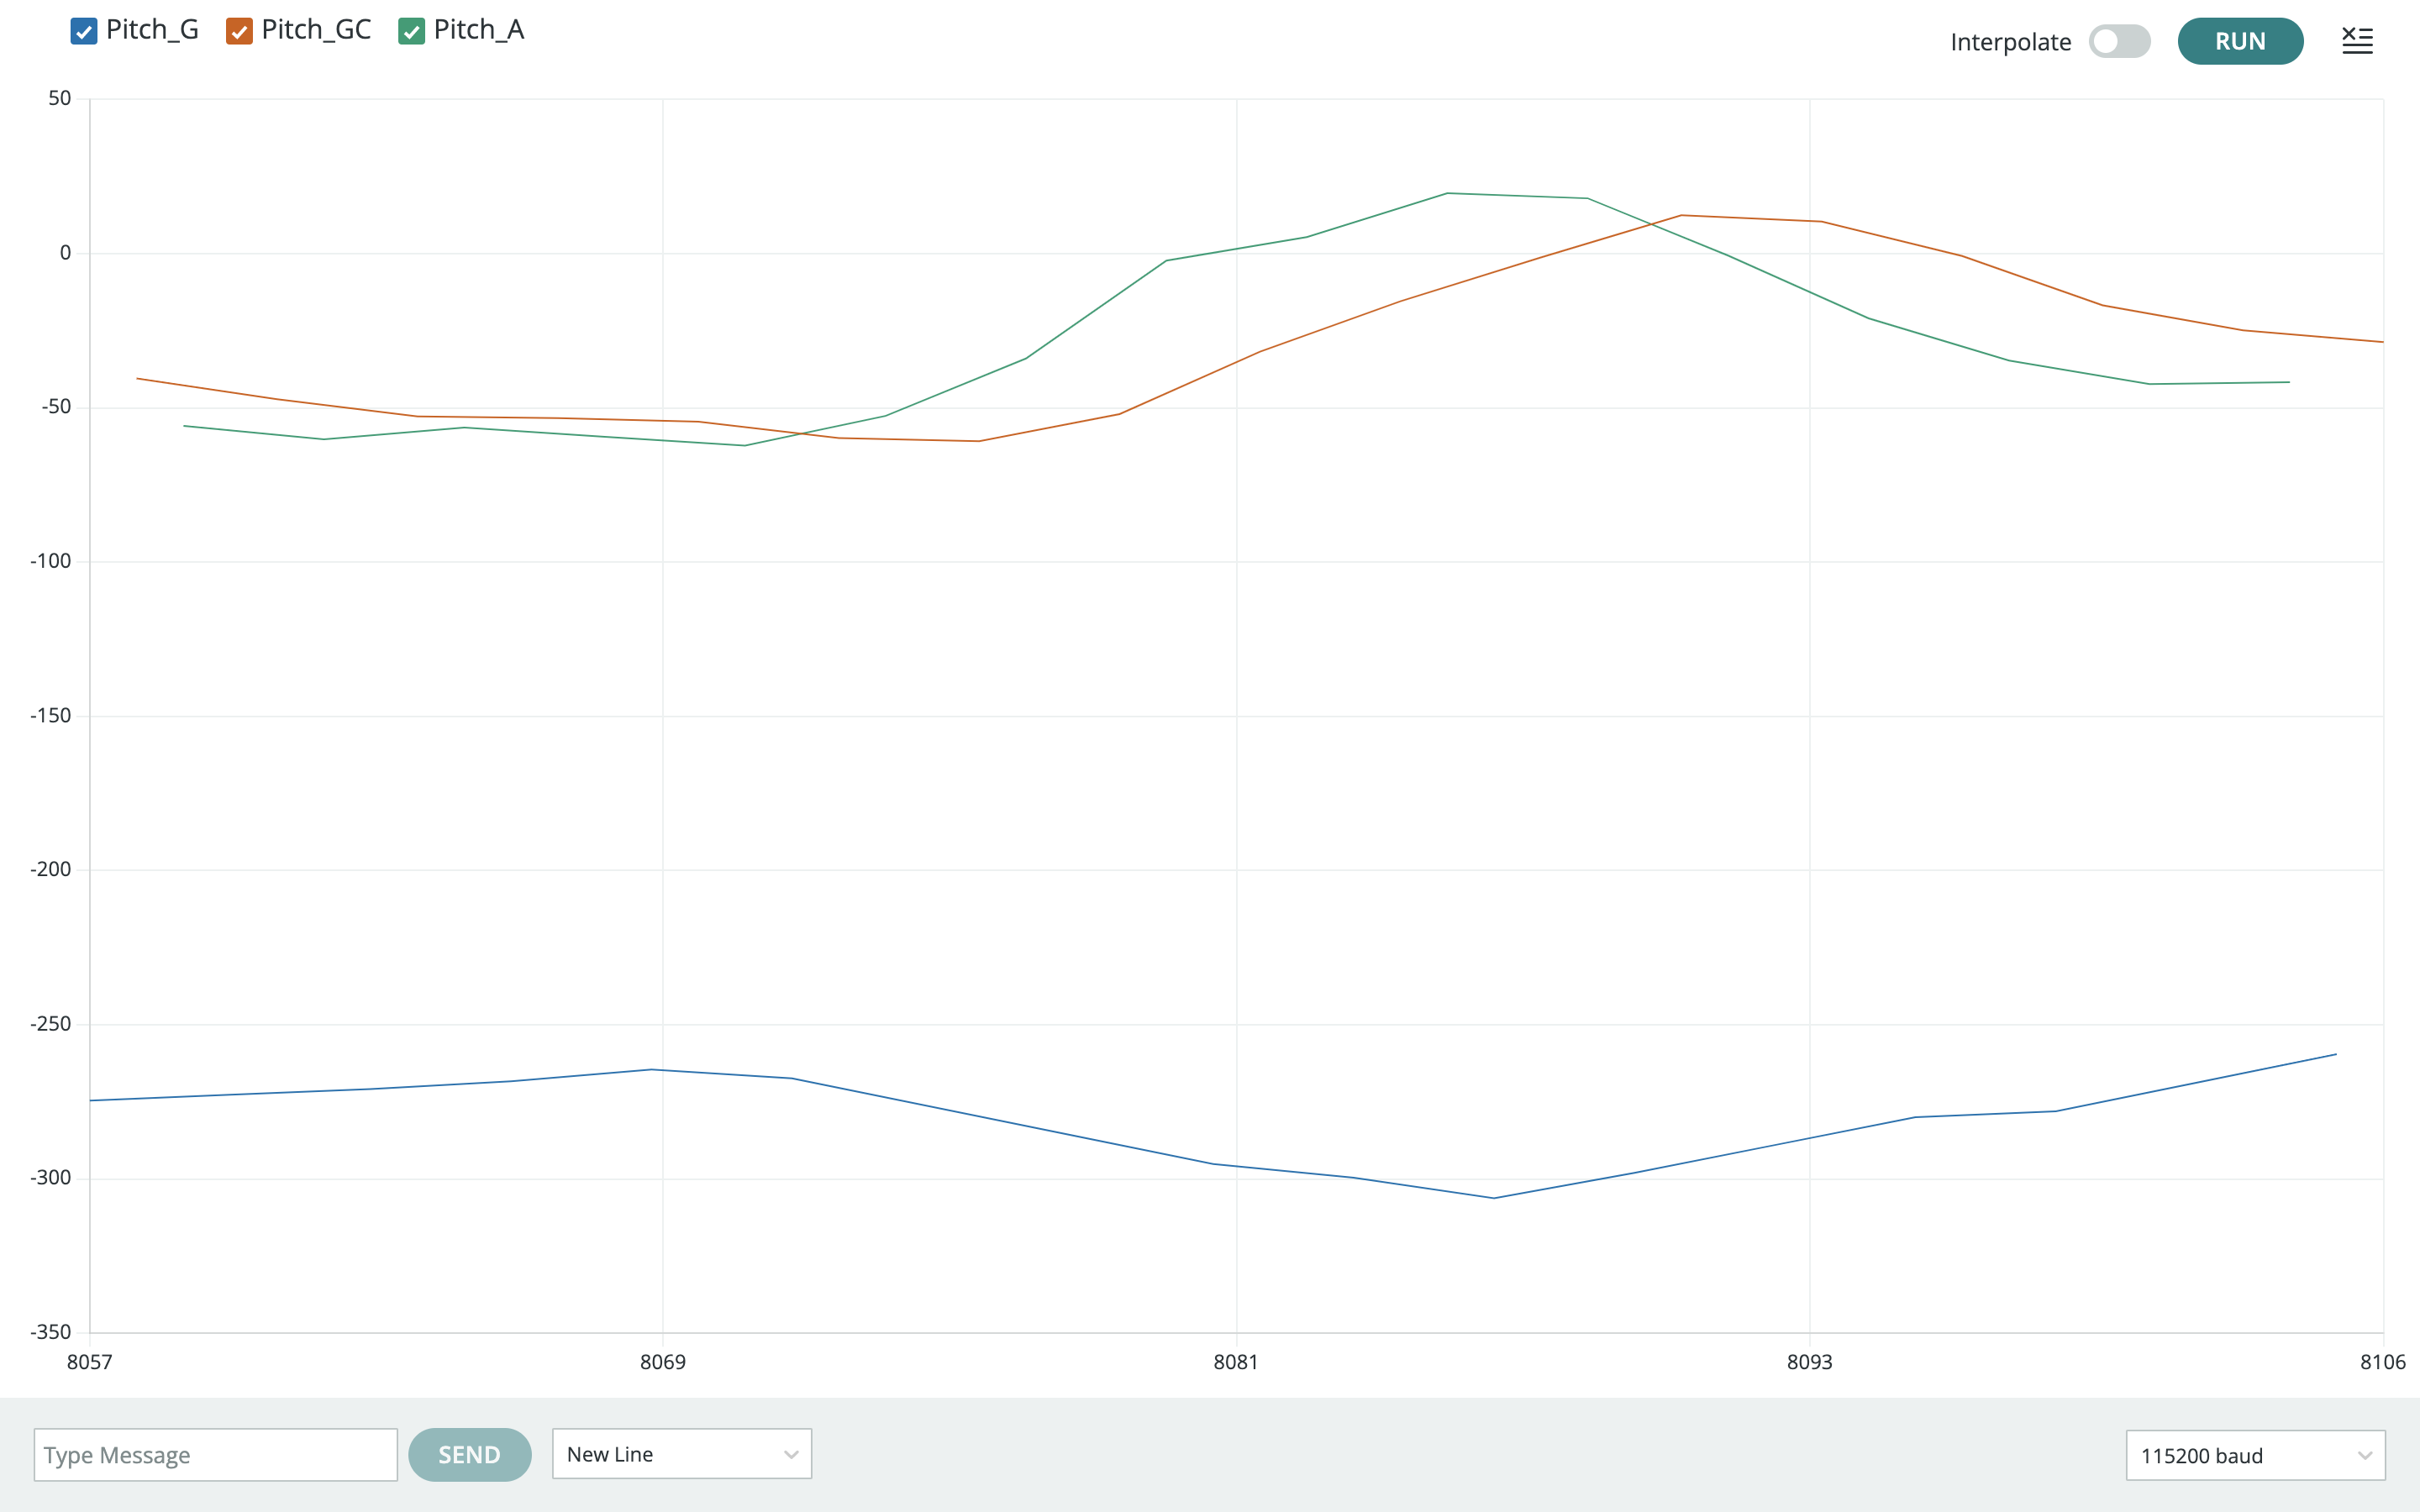 Pitch_G Pitch_GC Pitch_A
Interpolate RUN
50
0
-50
-100
-150
-200
-250
-300
-350
8057 8069 8081 8093 8106
Type Message SEND New Line 115200 baud